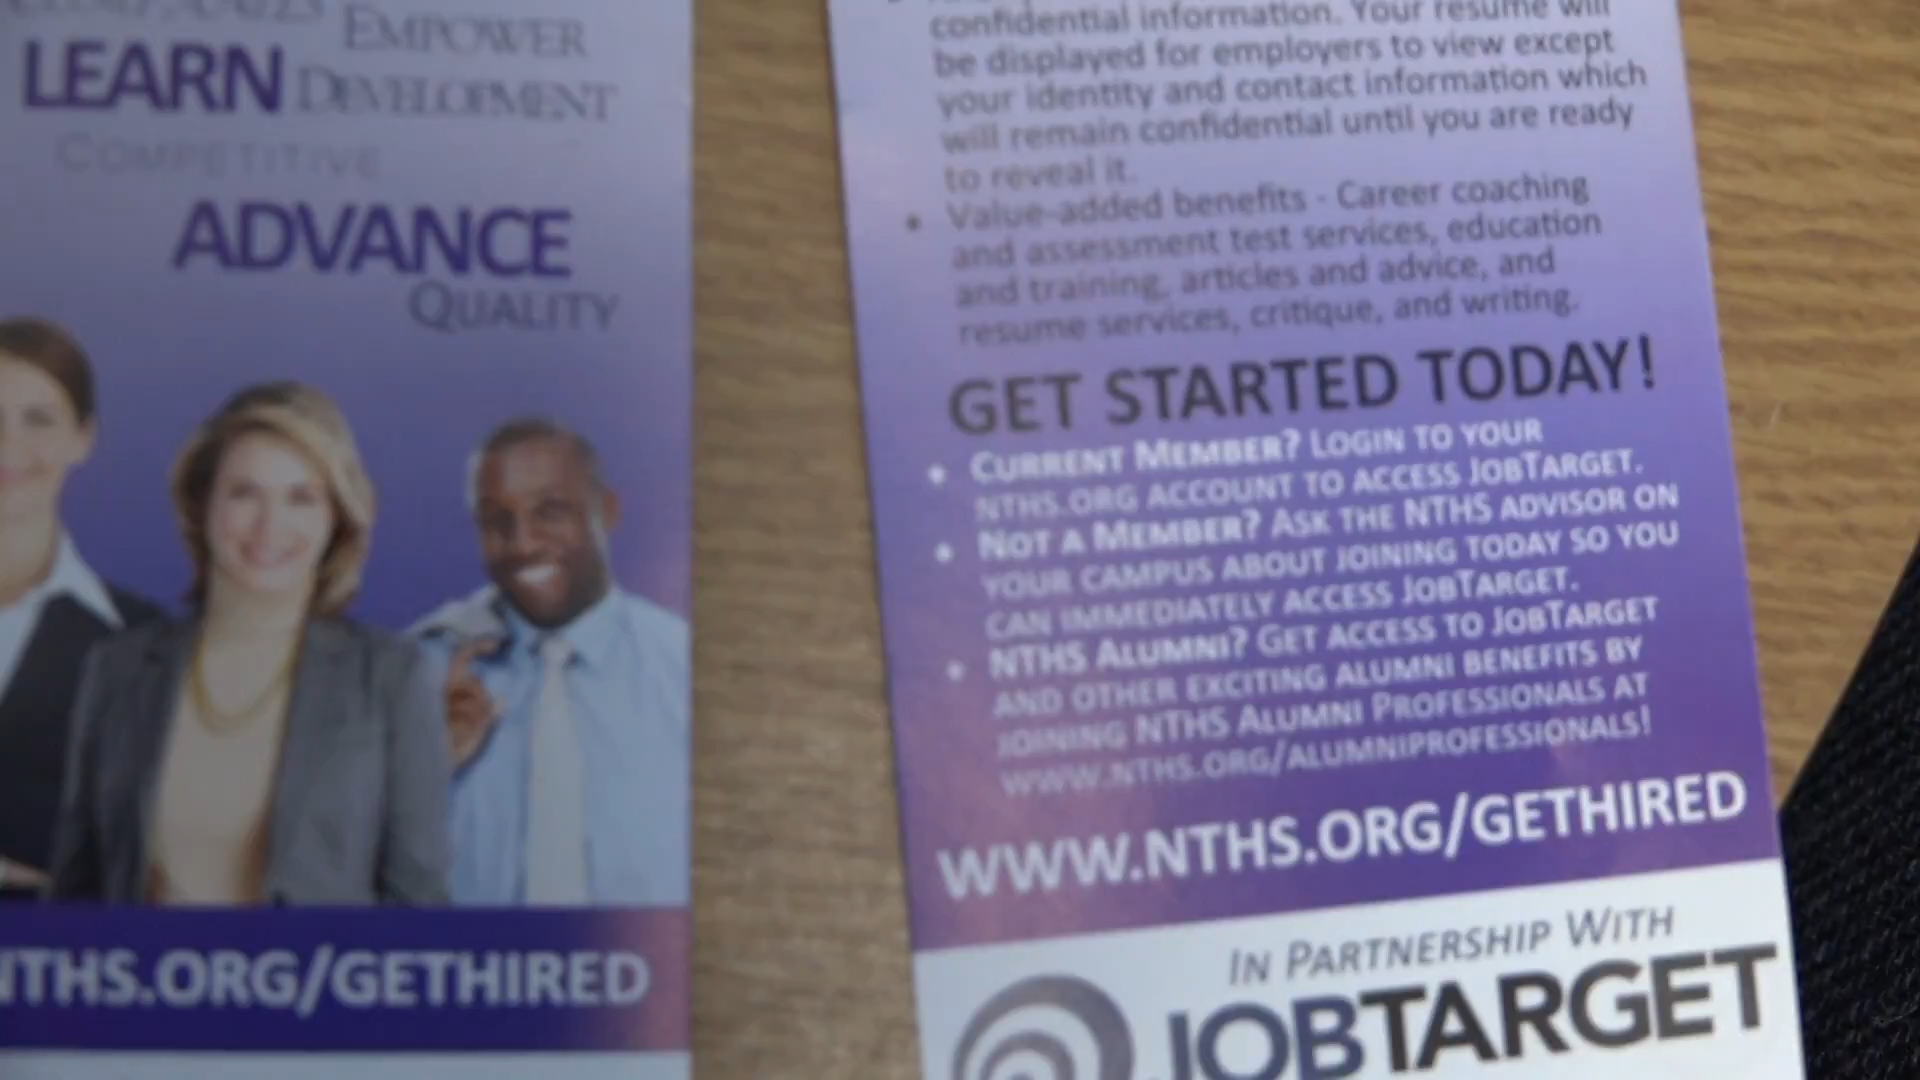 EMPOWER
LEARN DEVELOPMENT
COMPETITIVE
ADVANCE
QUALITY
NTHS.ORG/GETHIRED
confidential information. Your resume will
be displayed for employers to view except
your identity and contact information which
will remain confidential until you are ready
to reveal it.
• Value-added benefits - Career coaching
and assessment test services, education
and training, articles and advice, and
resume services, critique, and writing.
GET STARTED TODAY!
• CURRENT MEMBER? LOGIN TO YOUR
NTHS.ORG ACCOUNT TO ACCESS JOBTARGET.
• NOT A MEMBER? ASK THE NTHS ADVISOR ON
YOUR CAMPUS ABOUT JOINING TODAY SO YOU
CAN IMMEDIATELY ACCESS JOBTARGET.
• NTHS ALUMNI? GET ACCESS TO JOBTARGET
AND OTHER EXCITING ALUMNI BENEFITS BY
JOINING NTHS ALUMNI PROFESSIONALS AT
WWW.NTHS.ORG/ALUMNIPROFESSIONALS!
WWW.NTHS.ORG/GETHIRED
IN PARTNERSHIP WITH
JOBTARGET